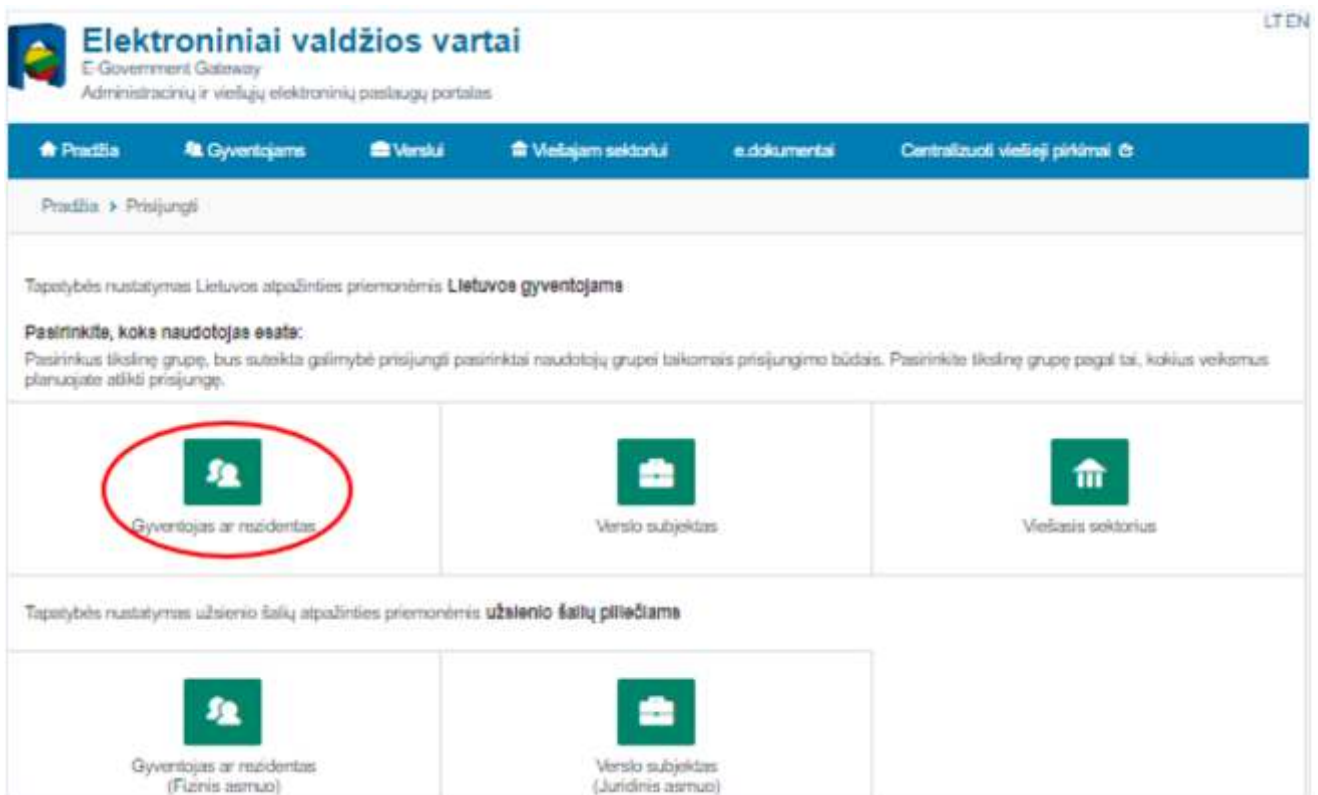 LT EN
Elektroniniai valdžios vartai
E-Government Gateway
Administracinių ir viešųjų elektroninių paslaugų portalas
Pradžia Gyventojams Verslui Viešajam sektoriui e.dokumentai Centralizuoti viešieji pirkimai
Pradžia > Prisijungti
Tapatybės nustatymas Lietuvos atpažinties priemonėmis Lietuvos gyventojams
Pasirinkite, koks naudotojas esate:
Pasirinkus tikslinę grupę, bus suteikta galimybė prisijungti pasirinktai naudotojų grupei taikomais prisijungimo būdais. Pasirinkite tikslinę grupę pagal tai, kokius veiksmus
planuojate atlikti prisijungę.
Gyventojas ar rezidentas Verslo subjektas Viešasis sektorius
Tapatybės nustatymas užsienio šalių atpažinties priemonėmis užsienio šalių piliečiams
Gyventojas ar rezidentas Verslo subjektas
(Fizinis asmuo) (Juridinis asmuo)